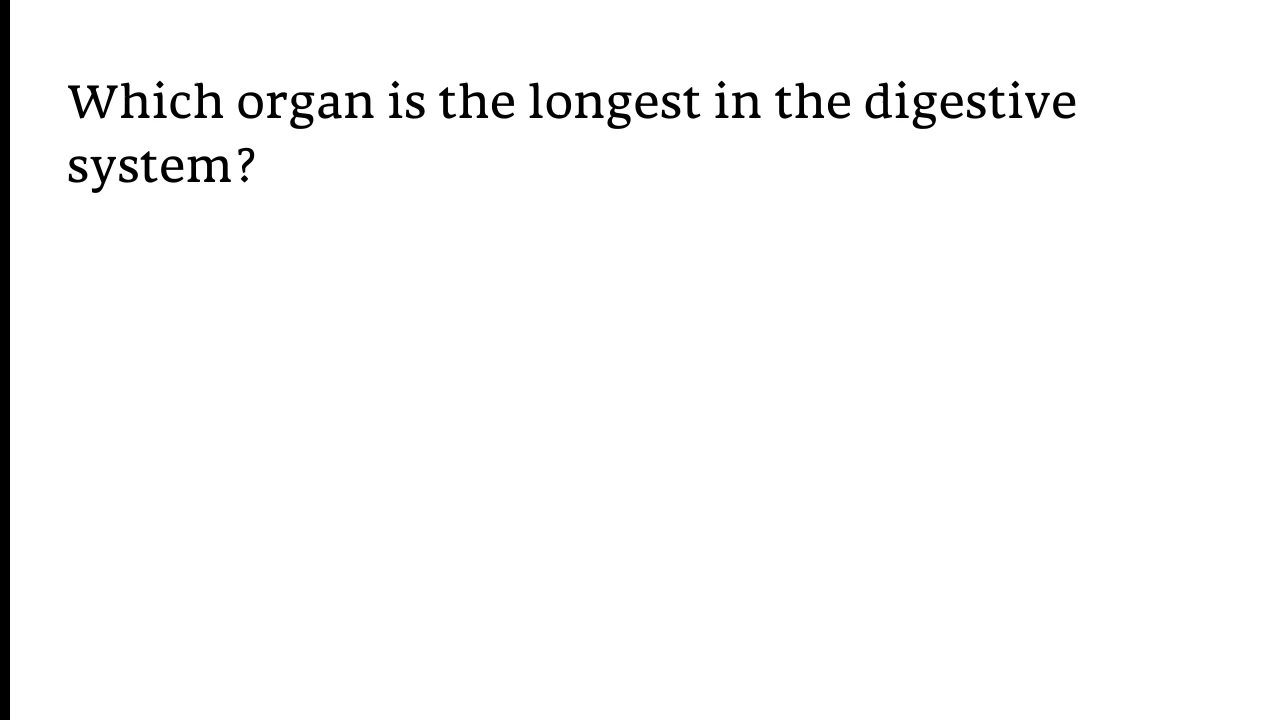 Which organ is the longest in the digestive
system?